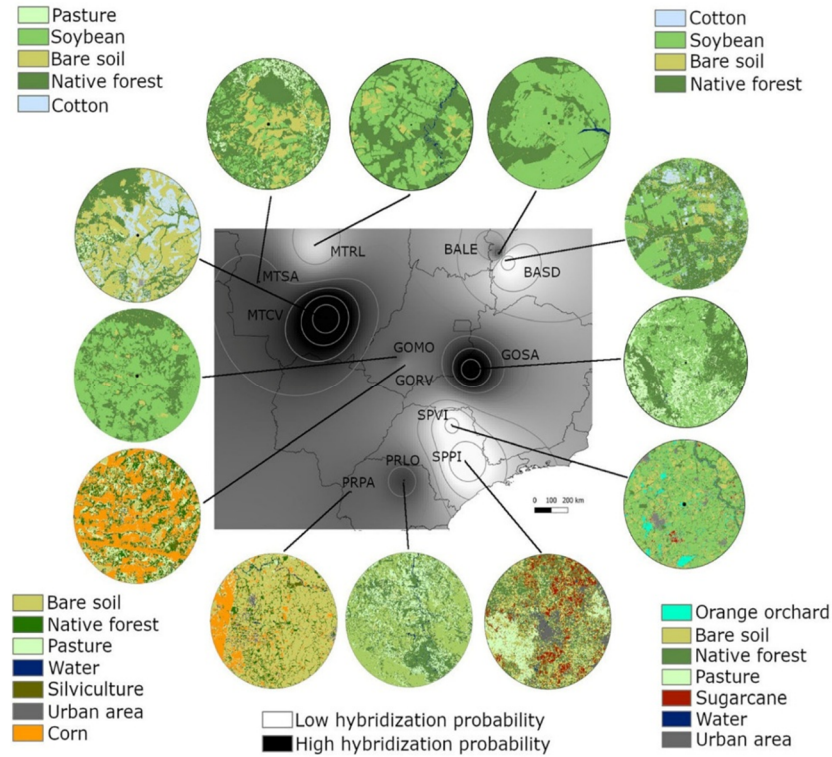 Pasture
Soybean
Bare soil
Native forest
Cotton
Cotton
Soybean
Bare soil
Native forest
MTRL
BALE
BASD
MTSA
MTCV
GOMO
GOSA
GORV
SPVI
SPPI
PRLO
PRPA
0 100 200 km
Bare soil
Native forest
Pasture
Water
Silviculture
Urban area
Corn
Orange orchard
Bare soil
Native forest
Pasture
Sugarcane
Water
Urban area
Low hybridization probability
High hybridization probability